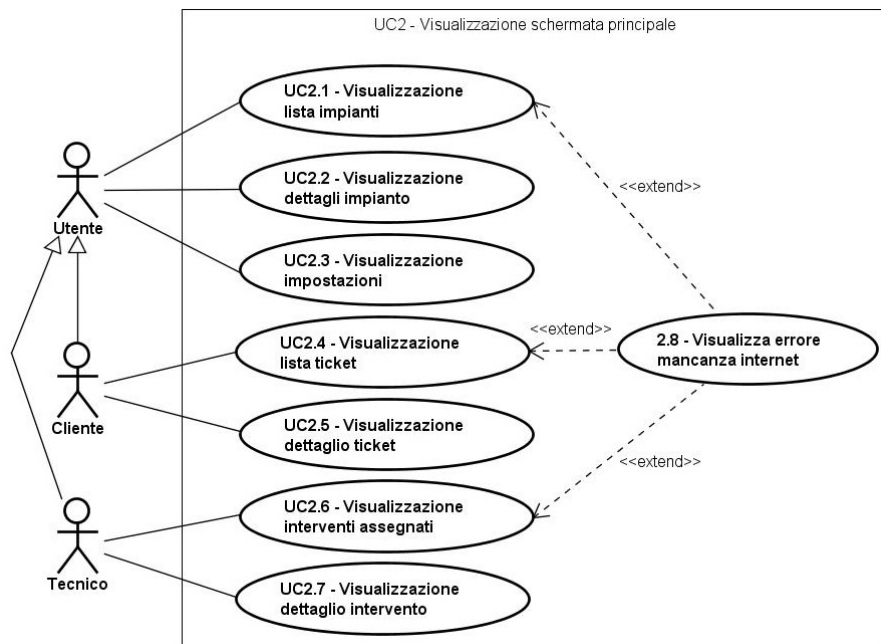 UC2 - Visualizzazione schermata principale
UC2.1 - Visualizzazione
lista impianti
<<extend>>
UC2.2 - Visualizzazione
dettagli impianto
Utente
UC2.3 - Visualizzazione
impostazioni
<<extend>>
UC2.4 - Visualizzazione
lista ticket
2.8 - Visualizza errore
mancanza internet
Cliente
UC2.5 - Visualizzazione
dettaglio ticket
<<extend>>
UC2.6 - Visualizzazione
interventi assegnati
Tecnico
UC2.7 - Visualizzazione
dettaglio intervento